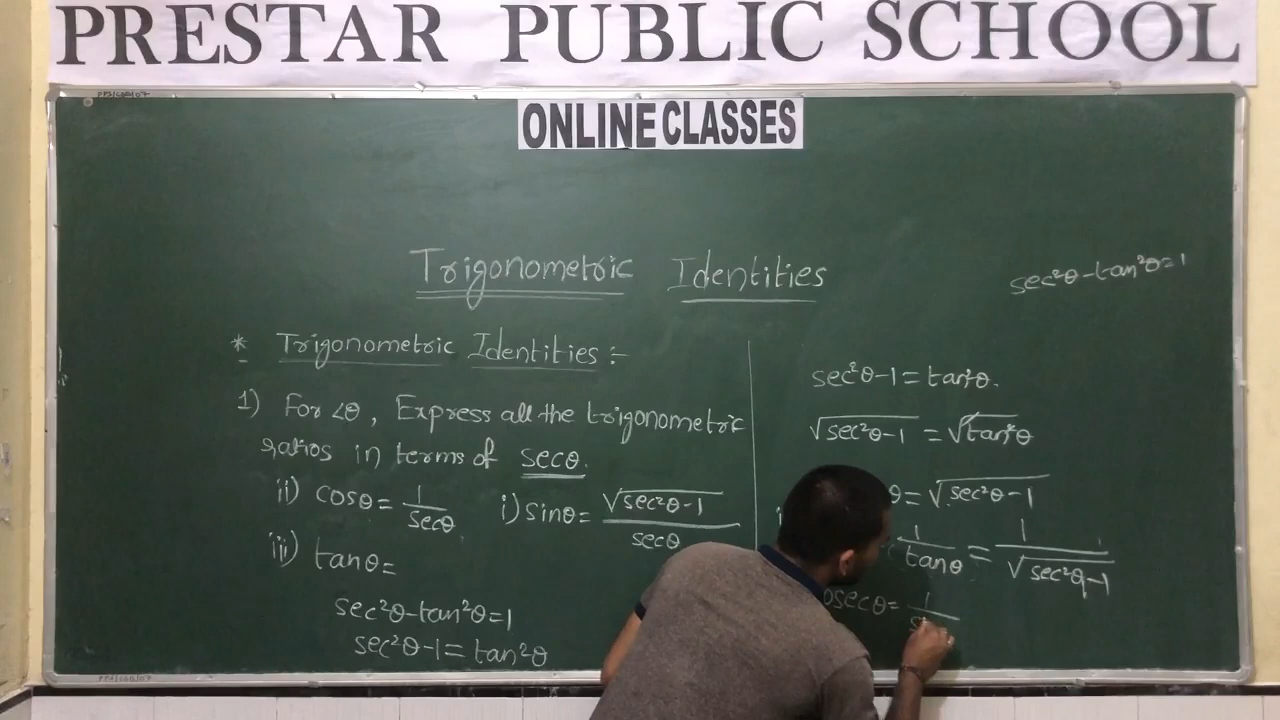 PRESTAR PUBLIC SCHOOL
ONLINE CLASSES
Trigonometric Identities
sec²θ-tan²θ=1
* Trigonometric Identities :-
1) For ∠θ, Express all the trigonometric
ratios in terms of secθ.
ii) cosθ = 1/secθ
i) sinθ = √(sec²θ-1)/secθ
iii) tanθ =
sec²θ-tan²θ=1
sec²θ-1 = tan²θ
sec²θ-1 = tan²θ.
√(sec²θ-1) = √tan²θ
θ = √(sec²θ-1)
1/tanθ = 1/√(sec²θ-1)
osecθ = 1/s